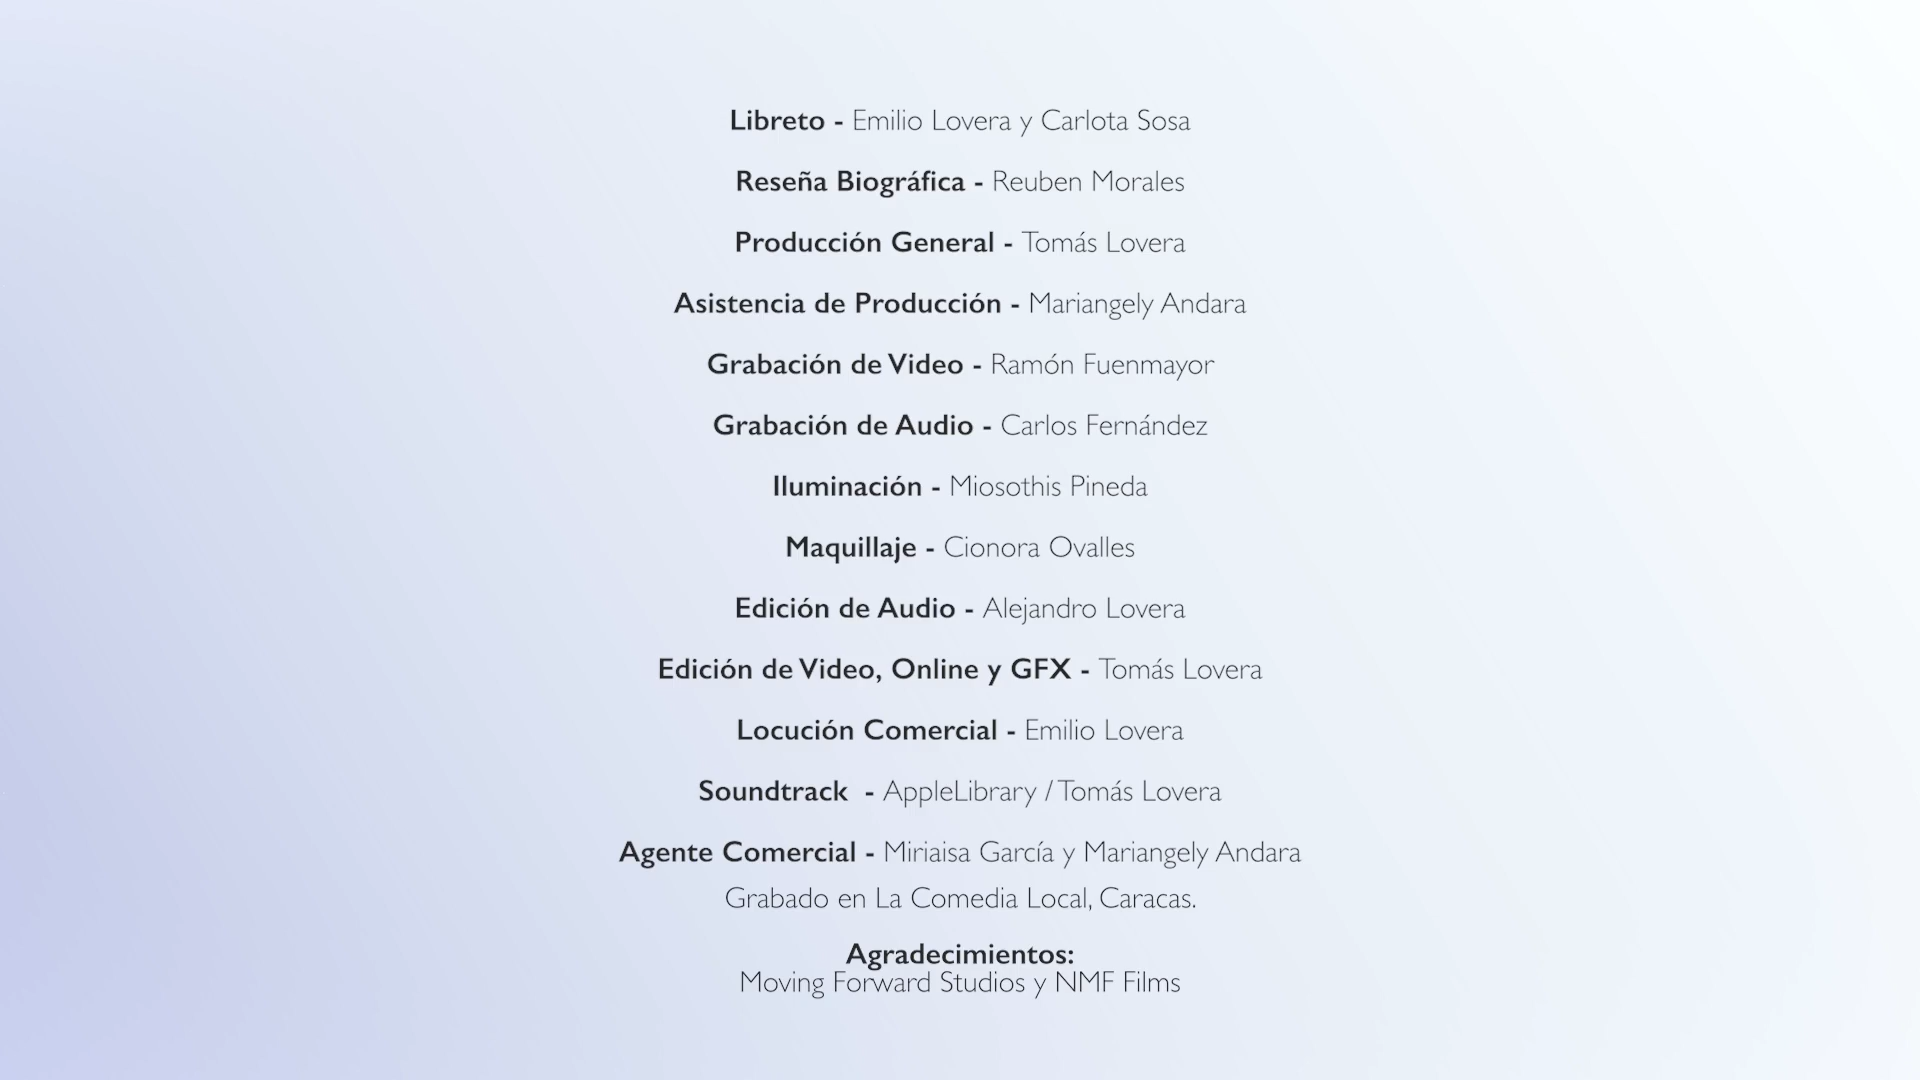 Libreto - Emilio Lovera y Carlota Sosa
Reseña Biográfica - Reuben Morales
Producción General - Tomás Lovera
Asistencia de Producción - Mariangely Andara
Grabación de Video - Ramón Fuenmayor
Grabación de Audio - Carlos Fernández
Iluminación - Miosothis Pineda
Maquillaje - Cionora Ovalles
Edición de Audio - Alejandro Lovera
Edición de Video, Online y GFX - Tomás Lovera
Locución Comercial - Emilio Lovera
Soundtrack  - AppleLibrary / Tomás Lovera
Agente Comercial - Miriaisa García y Mariangely Andara
Grabado en La Comedia Local, Caracas.
Agradecimientos:
Moving Forward Studios y NMF Films